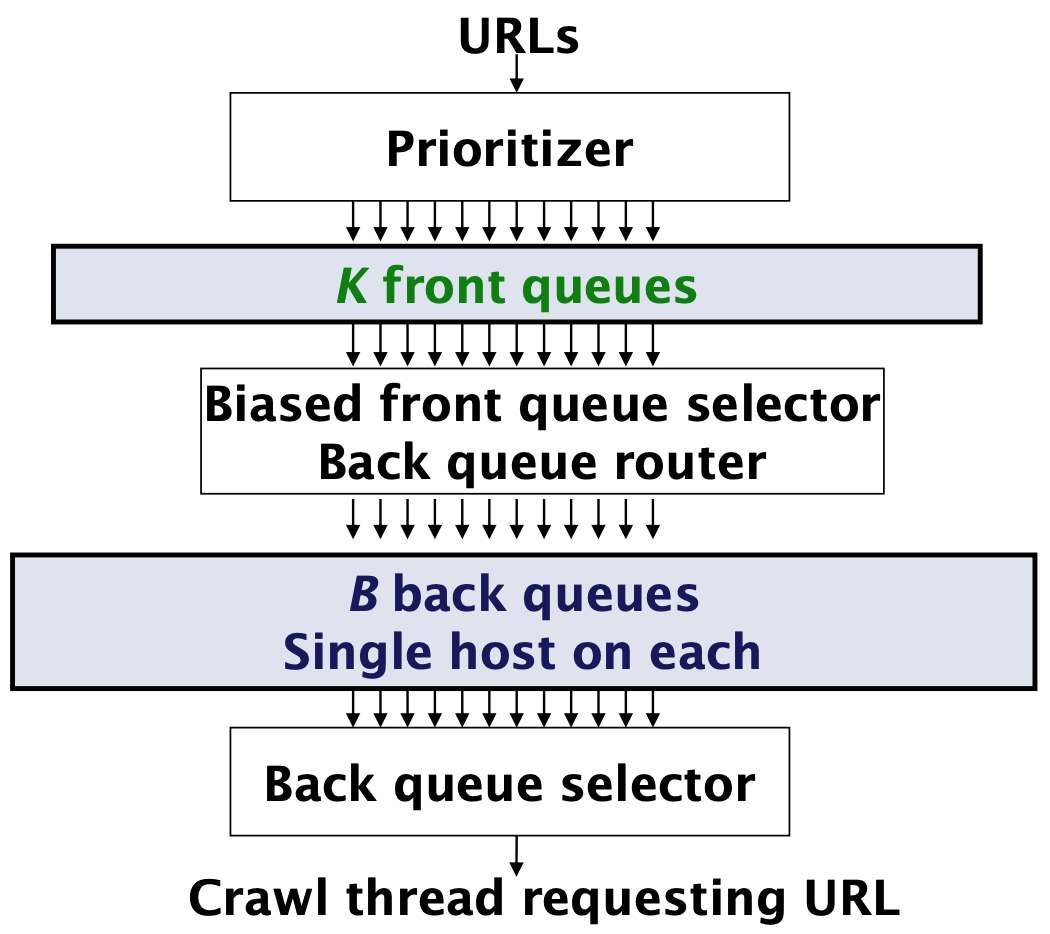 URLs
Prioritizer
K front queues
Biased front queue selector
Back queue router
B back queues
Single host on each
Back queue selector
Crawl thread requesting URL